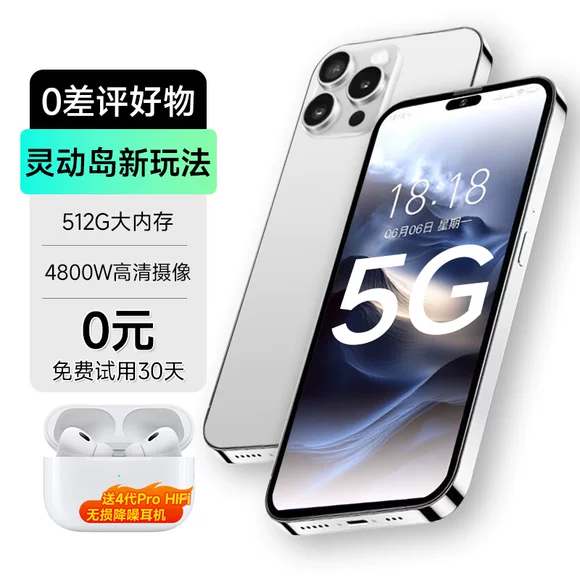 0差评好物
灵动岛新玩法
512G大内存
4800W高清摄像
0元
免费试用30天
送4代Pro HiFi
无损降噪耳机
18:18
06月06日 星期一
5G